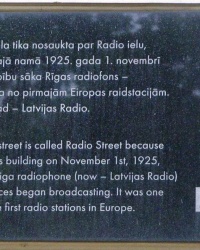 la tika nosaukta par Radio ielu,
ajā namā 1925. gada 1. novembrī
bību sāka Rīgas radiofons –
a no pirmajām Eiropas raidstacijām.
ad – Latvijas Radio.
street is called Radio Street because
s building on November 1st, 1925,
iga radiophone (now – Latvijas Radio)
ces began broadcasting. It was one
e first radio stations in Europe.